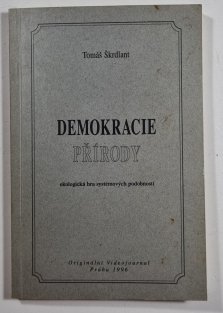 Tomáš Škrdlant
DEMOKRACIE
PŘÍRODY
ekologická hra systémových podobností
Originální Videojournal
Praha 1996